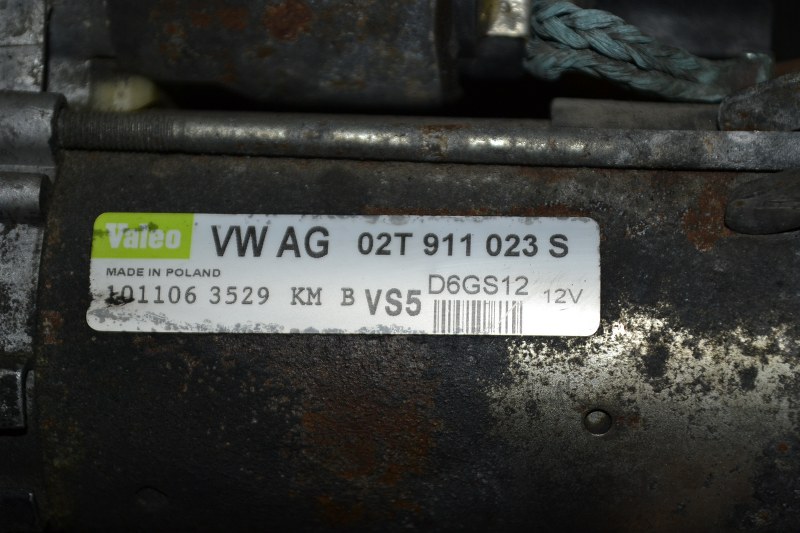 Valeo VW AG 02T 911 023 S
MADE IN POLAND
101106 3529 KM B VS5 D6GS12 12V